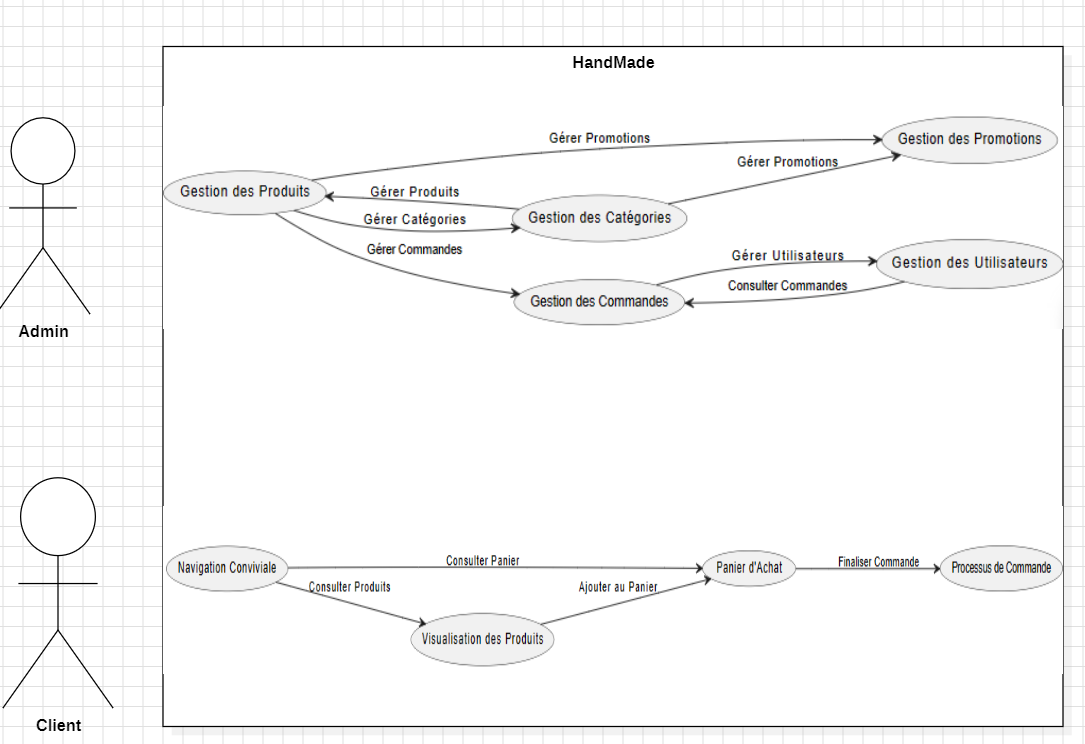 HandMade
Gérer Promotions
Gestion des Promotions
Gérer Promotions
Gestion des Produits
Gérer Produits
Gérer Catégories
Gestion des Catégories
Gérer Commandes
Gérer Utilisateurs
Gestion des Utilisateurs
Consulter Commandes
Gestion des Commandes
Admin
Navigation Conviviale
Consulter Panier
Panier d'Achat
Finaliser Commande
Processus de Commande
Consulter Produits
Ajouter au Panier
Visualisation des Produits
Client